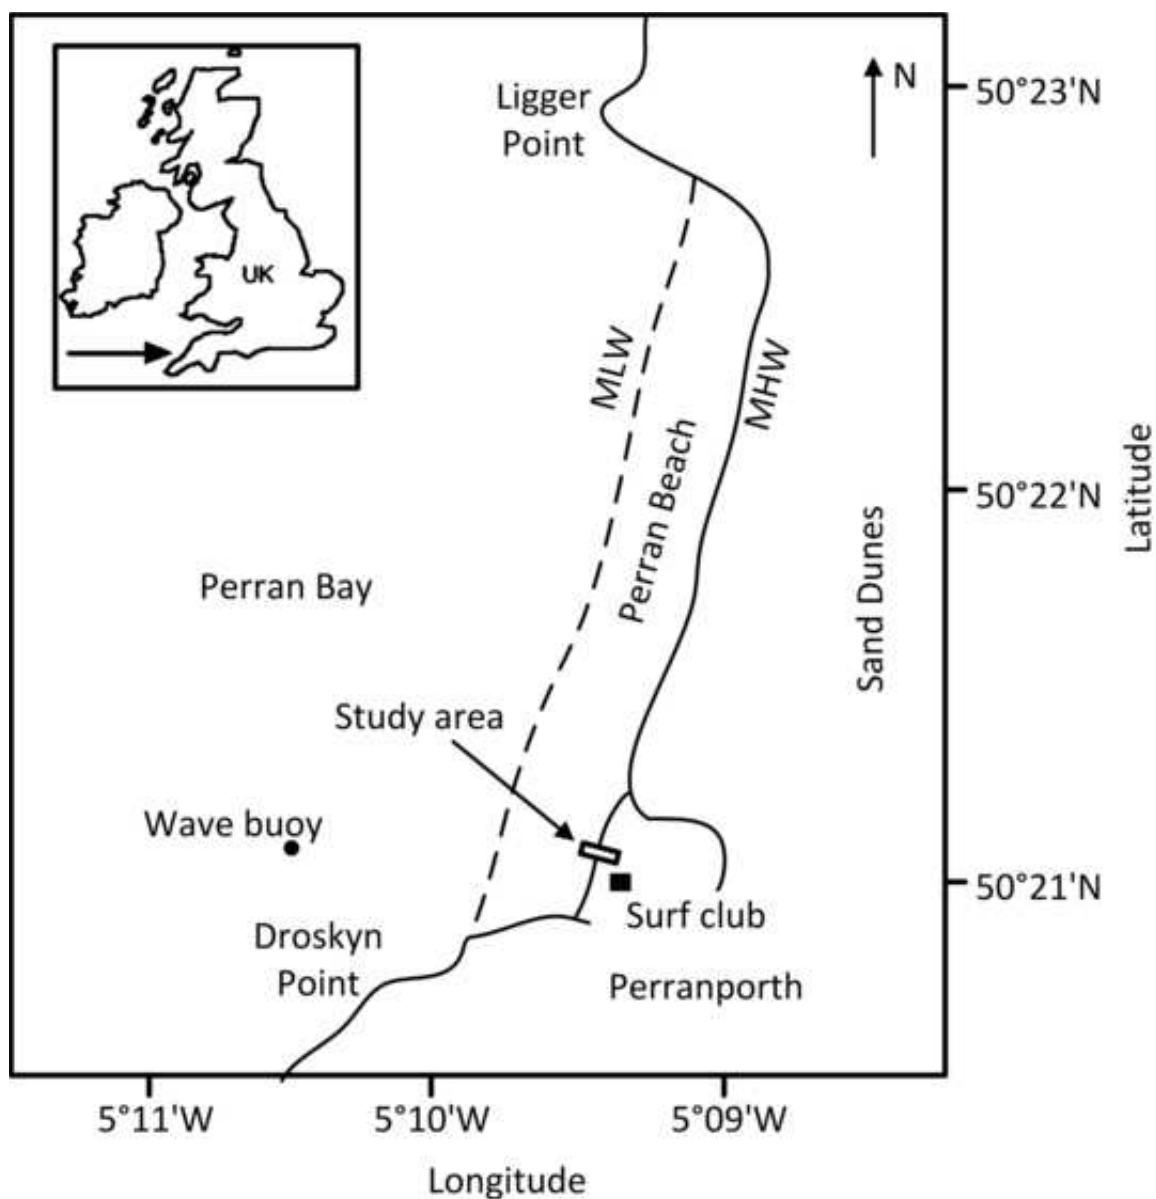 Ligger
Point
N
50°23'N
UK
MLW
MHW
Perran Beach
50°22'N
Latitude
Sand Dunes
Perran Bay
Study area
Wave buoy
50°21'N
Surf club
Droskyn
Point
Perranporth
5°11'W
5°10'W
5°09'W
Longitude